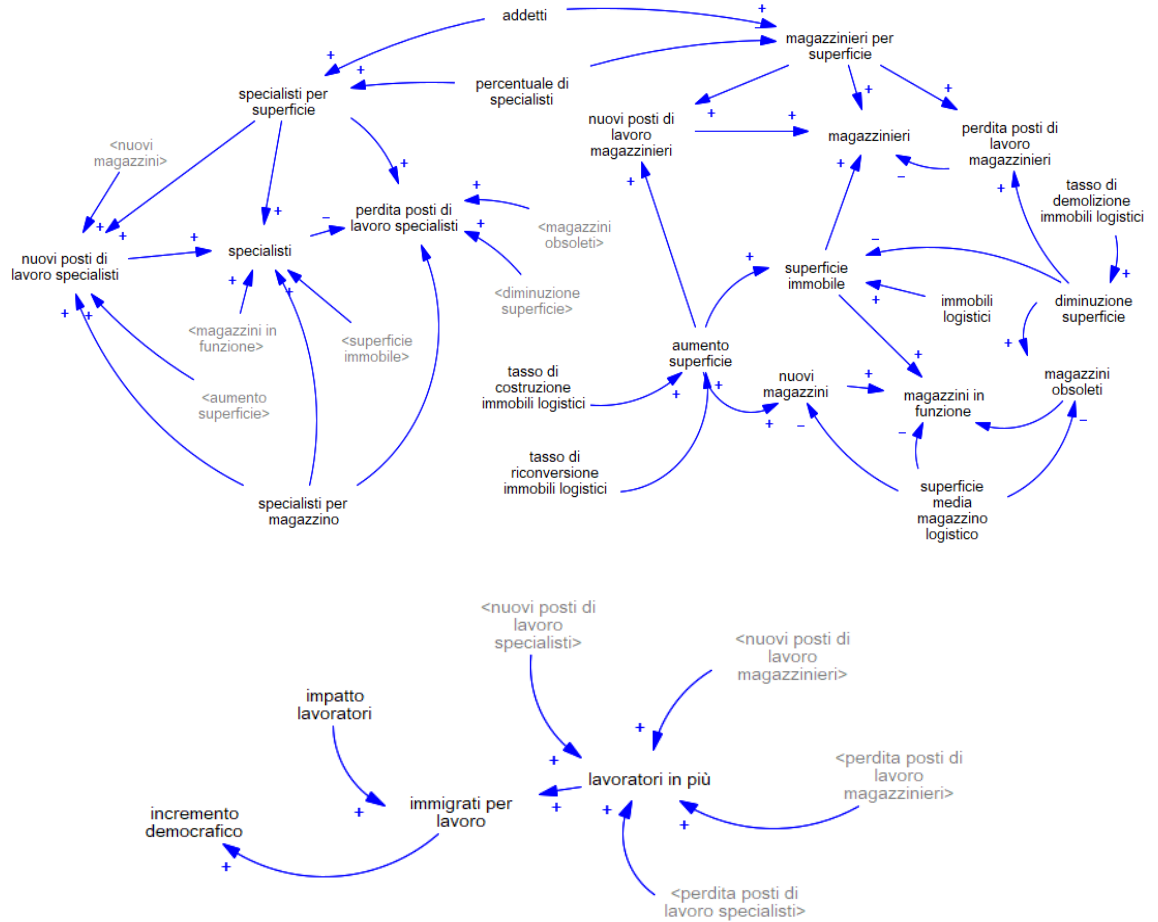 addetti
magazzinieri per
superficie
percentuale di
specialisti
specialisti per
superficie
nuovi posti di
lavoro
magazzinieri
magazzinieri
perdita posti di
lavoro
magazzinieri
<nuovi
magazzini>
tasso di
demolizione
immobili logistici
perdita posti di
lavoro specialisti
<magazzini
obsoleti>
nuovi posti di
lavoro specialisti
specialisti
superficie
immobile
immobili
logistici
diminuzione
superficie
<diminuzione
superficie>
<magazzini in
funzione>
<superficie
immobile>
aumento
superficie
tasso di
costruzione
immobili logistici
nuovi
magazzini
magazzini in
funzione
magazzini
obsoleti
<aumento
superficie>
tasso di
riconversione
immobili logistici
specialisti per
magazzino
superficie
media
magazzino
logistico
<nuovi posti di
lavoro
specialisti>
<nuovi posti di
lavoro
magazzinieri>
impatto
lavoratori
lavoratori in più
<perdita posti di
lavoro
magazzinieri>
incremento
democrafico
immigrati per
lavoro
<perdita posti di
lavoro specialisti>